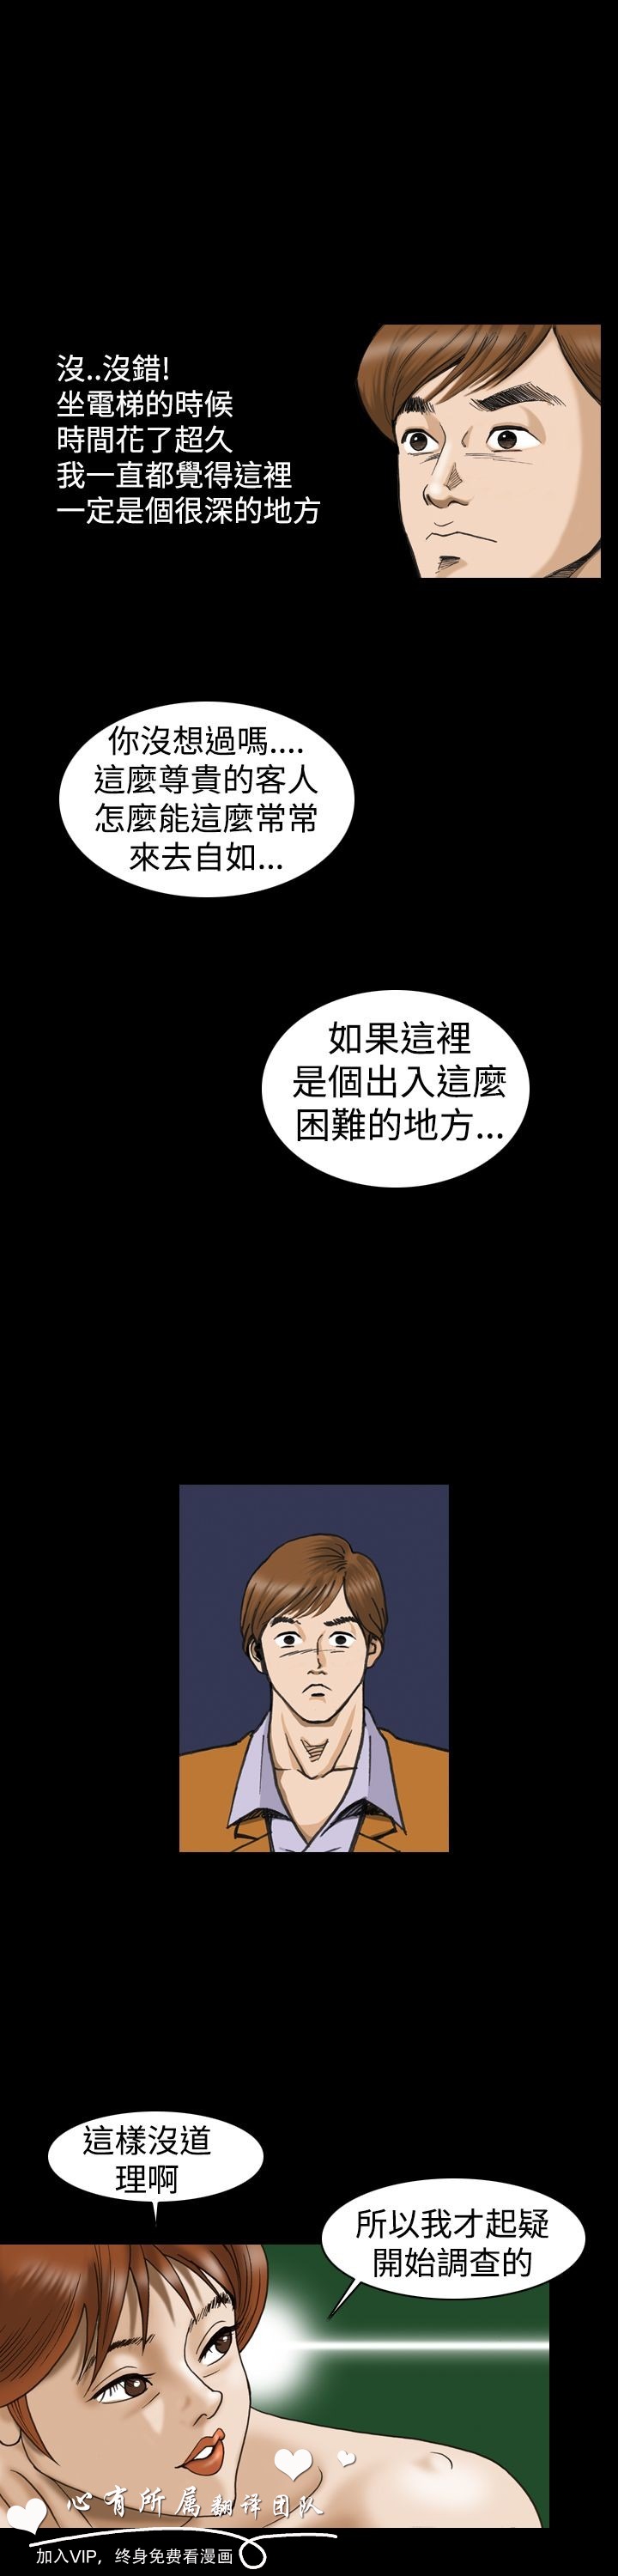 沒..沒錯!
坐電梯的時候
時間花了超久
我一直都覺得這裡
一定是個很深的地方
你沒想過嗎....
這麼尊貴的客人
怎麼能這麼常常
來去自如...
如果這裡
是個出入這麼
困難的地方...
這樣沒道
理啊
所以我才起疑
開始調查的
心有所属翻译团队
加入VIP，终身免费看漫画